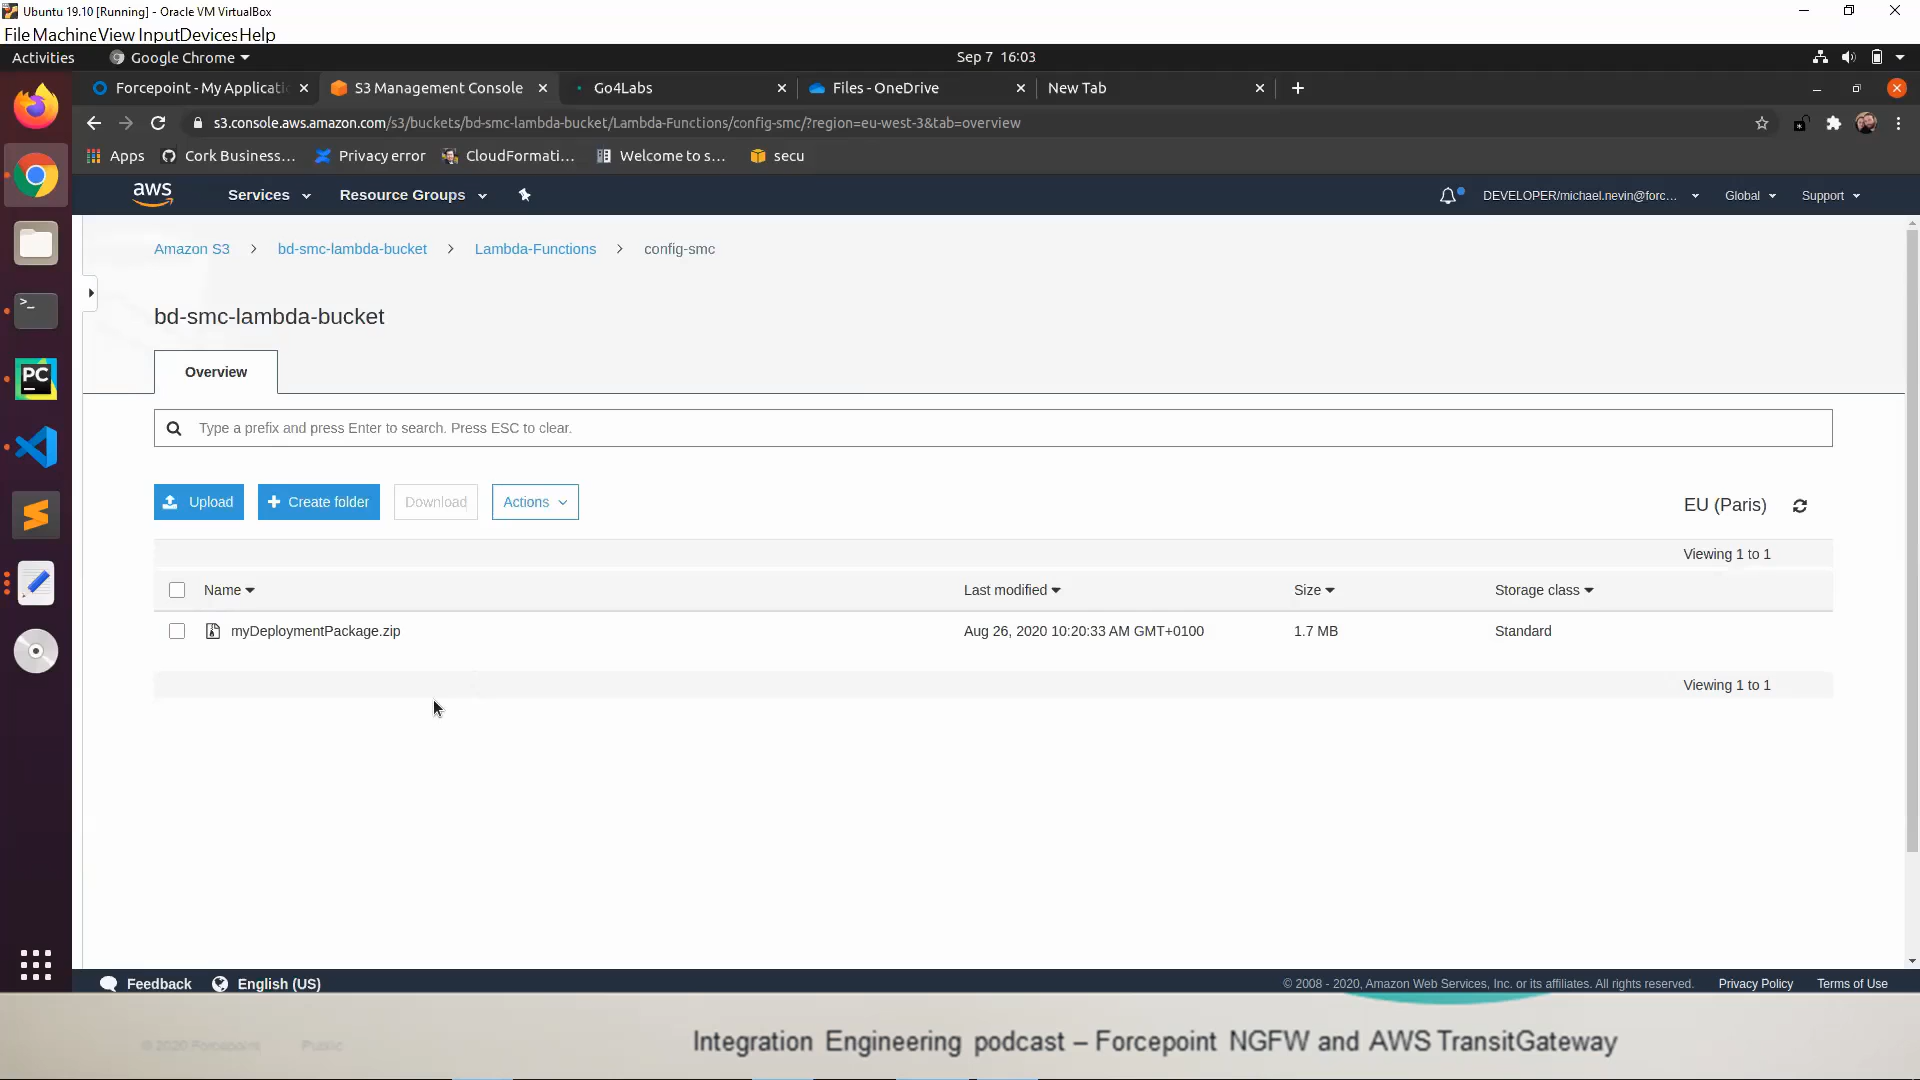 Ubuntu 19.10 [Running] - Oracle VM VirtualBox
File Machine View Input Devices Help
Activities Google Chrome Sep 7 16:03
Forcepoint - My Applicati S3 Management Console Go4Labs Files - OneDrive New Tab
s3.console.aws.amazon.com/s3/buckets/bd-smc-lambda-bucket/Lambda-Functions/config-smc/?region=eu-west-3&tab=overview
Apps Cork Business... Privacy error CloudFormati... Welcome to s... secu
aws Services Resource Groups DEVELOPER/michael.nevin@forc... Global Support
Amazon S3 > bd-smc-lambda-bucket > Lambda-Functions > config-smc
bd-smc-lambda-bucket
Overview
Type a prefix and press Enter to search. Press ESC to clear.
Upload + Create folder Download Actions EU (Paris)
Viewing 1 to 1
Name Last modified Size Storage class
myDeploymentPackage.zip Aug 26, 2020 10:20:33 AM GMT+0100 1.7 MB Standard
Viewing 1 to 1
>_
PC
Feedback English (US) © 2008 - 2020, Amazon Web Services, Inc. or its affiliates. All rights reserved. Privacy Policy Terms of Use
© 2020 Forcepoint Public Integration Engineering podcast – Forcepoint NGFW and AWS TransitGateway